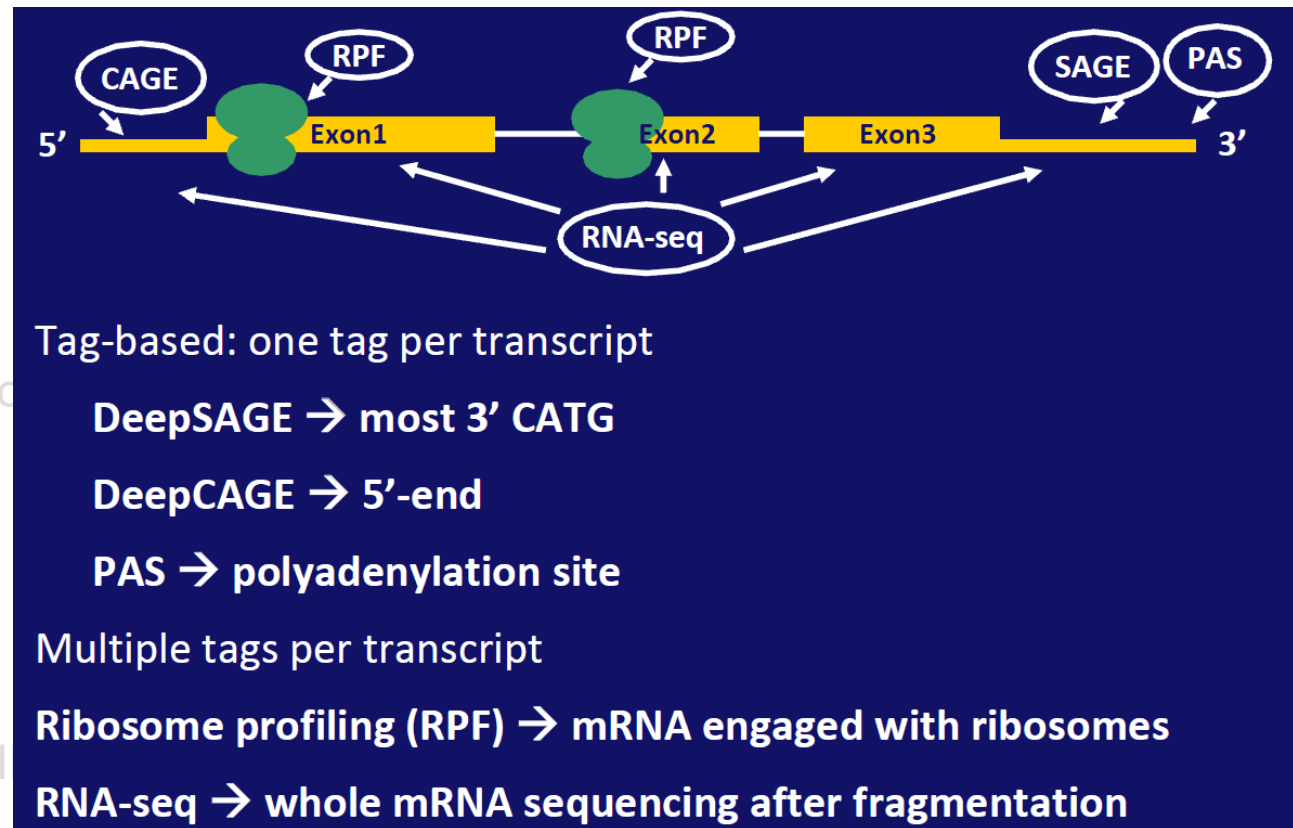 CAGE
RPF
RPF
SAGE
PAS
5’
Exon1
Exon2
Exon3
3’
RNA-seq
Tag-based: one tag per transcript
DeepSAGE → most 3’ CATG
DeepCAGE → 5’-end
PAS → polyadenylation site
Multiple tags per transcript
Ribosome profiling (RPF) → mRNA engaged with ribosomes
RNA-seq → whole mRNA sequencing after fragmentation